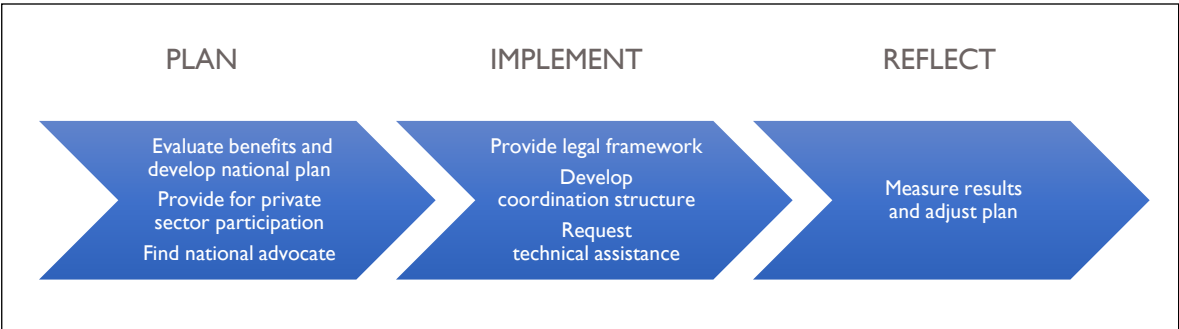 PLAN
IMPLEMENT
REFLECT
Evaluate benefits and
develop national plan
Provide for private
sector participation
Find national advocate
Provide legal framework
Develop
coordination structure
Request
technical assistance
Measure results
and adjust plan